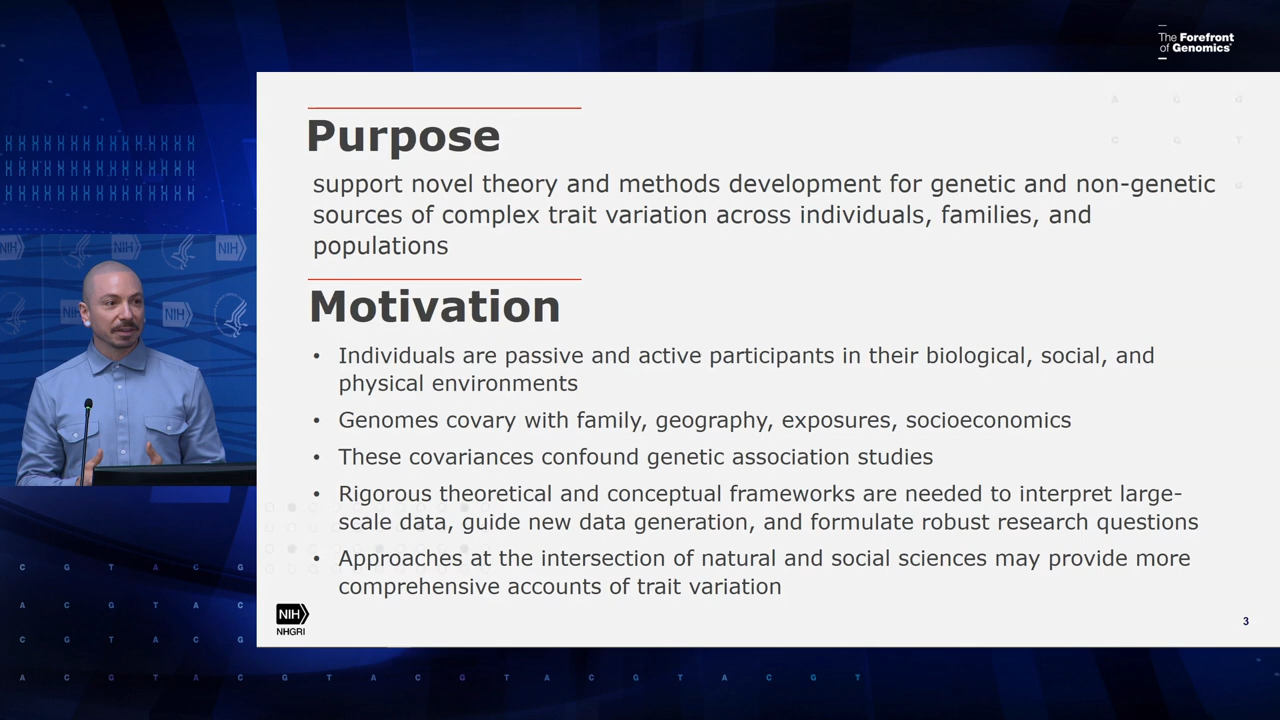 The Forefront
of Genomics®
Purpose
support novel theory and methods development for genetic and non-genetic
sources of complex trait variation across individuals, families, and
populations
Motivation
• Individuals are passive and active participants in their biological, social, and
physical environments
• Genomes covary with family, geography, exposures, socioeconomics
• These covariances confound genetic association studies
• Rigorous theoretical and conceptual frameworks are needed to interpret large-
scale data, guide new data generation, and formulate robust research questions
• Approaches at the intersection of natural and social sciences may provide more
comprehensive accounts of trait variation
NIH
NHGRI
3
NIH
NIH
NIH
NIH
A C G
C G T
G
C G T A C G
A C G T A C
C G T A C G
A C G T A C G T A C G T A C G T